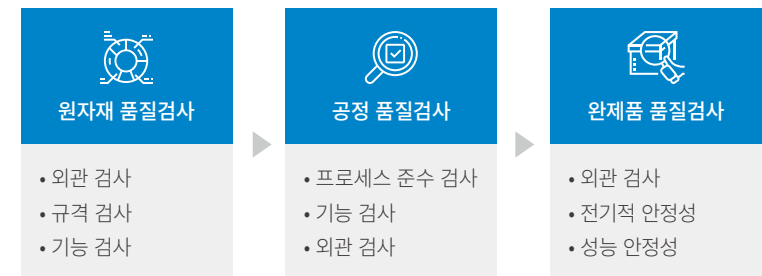 원자재 품질검사
• 외관 검사
• 규격 검사
• 기능 검사
공정 품질검사
• 프로세스 준수 검사
• 기능 검사
• 외관 검사
완제품 품질검사
• 외관 검사
• 전기적 안정성
• 성능 안정성